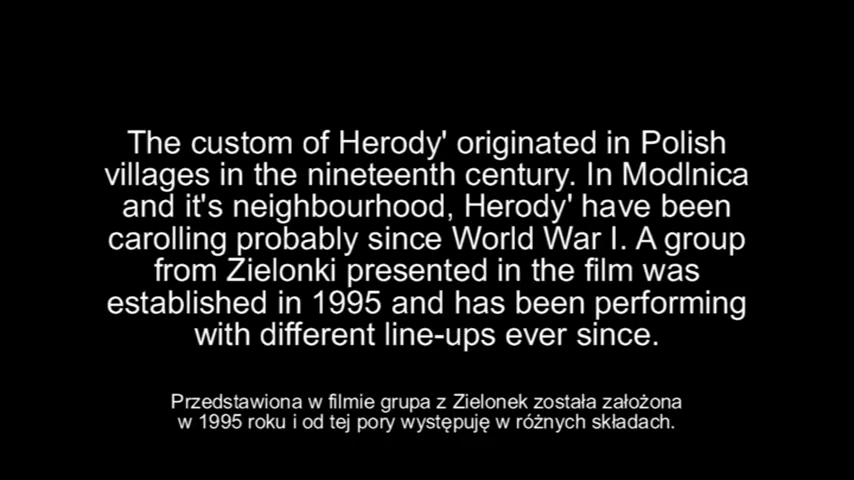 The custom of Herody' originated in Polish
villages in the nineteenth century. In Modlnica
and it's neighbourhood, Herody' have been
carolling probably since World War I. A group
from Zielonki presented in the film was
established in 1995 and has been performing
with different line-ups ever since.
Przedstawiona w filmie grupa z Zielonek została założona
w 1995 roku i od tej pory występuję w różnych składach.